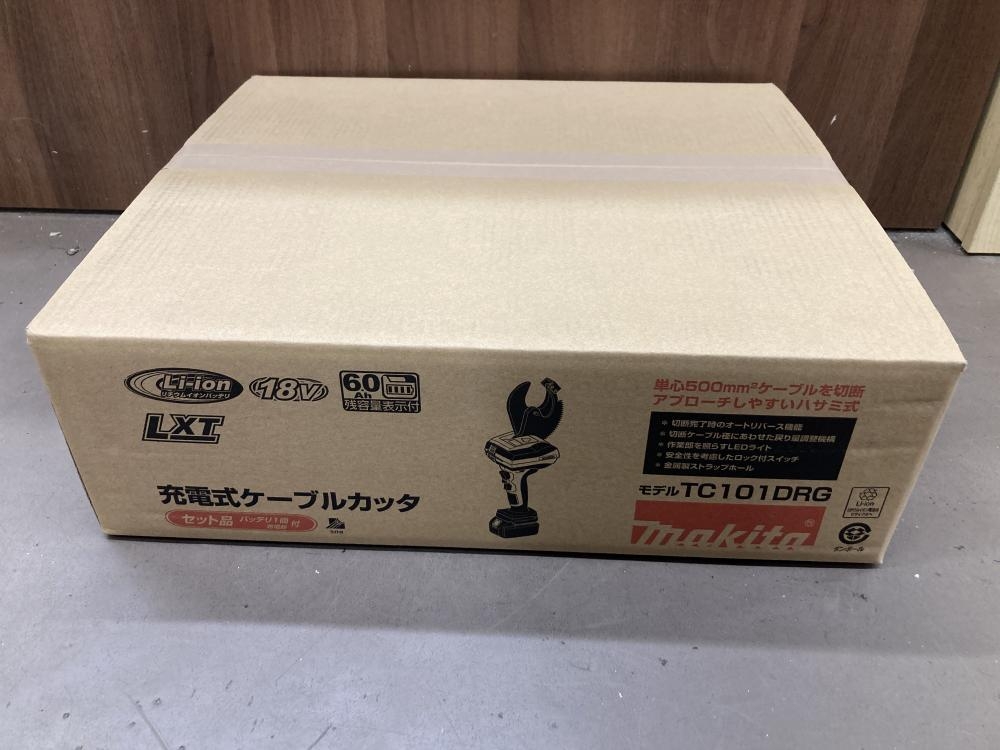 Li-ion
リチウムイオンバッテリ
18V
6.0
Ah
残容量表示付
LXT
充電式ケーブルカッタ
セット品
バッテリ1個
充電器
付
単心500mm²ケーブルを切断
アプローチしやすいハサミ式
* 切断完了時のオートリバース機能
* 切断ケーブル径にあわせた戻り量調整機構
* 作業部を照らすLEDライト
* 安全性を考慮したロック付スイッチ
* 金属製ストラップホール
モデル TC101DRG
makita®
Li-ion
ダンボール